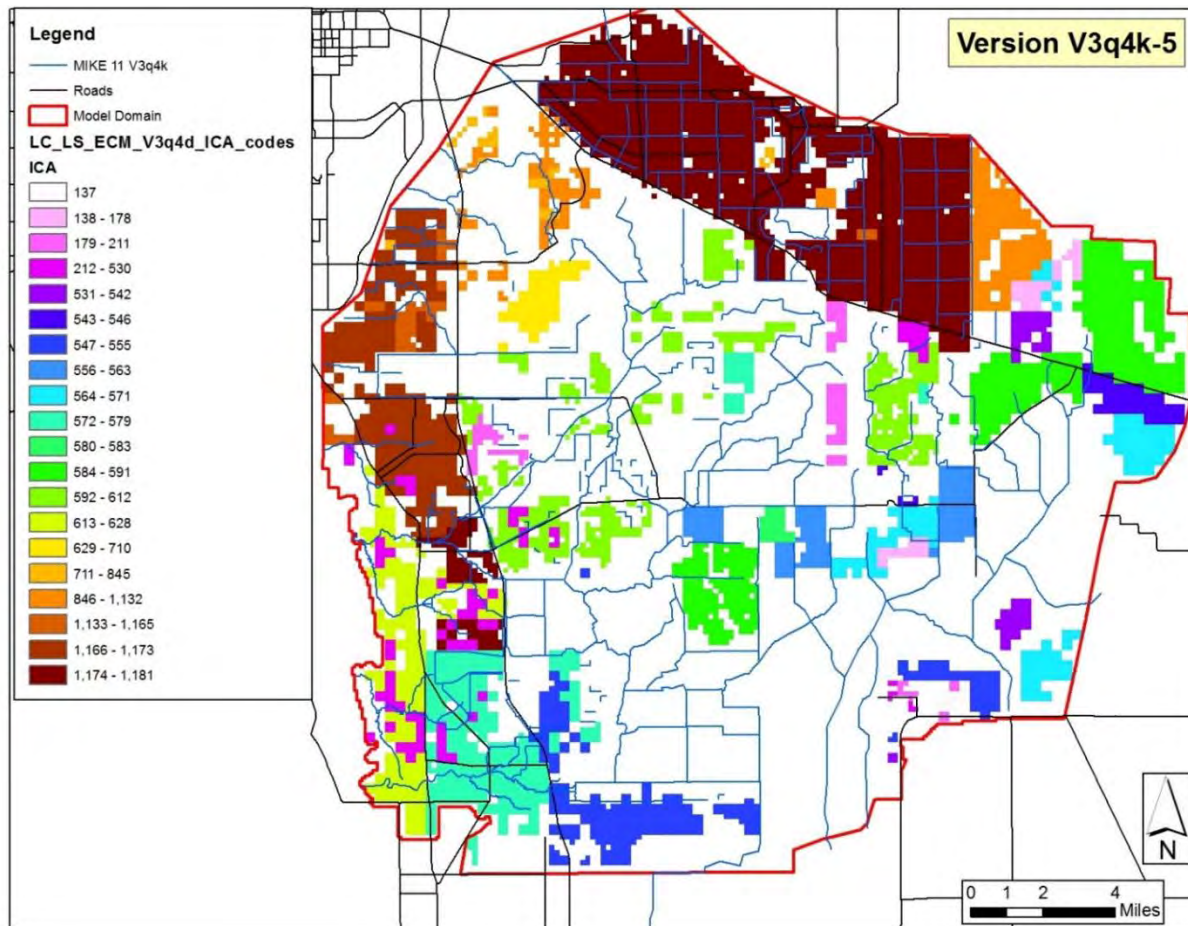 Legend
MIKE 11 V3q4k
Roads
Model Domain
LC_LS_ECM_V3q4d_ICA_codes
ICA
137
138 - 178
179 - 211
212 - 530
531 - 542
543 - 546
547 - 555
556 - 563
564 - 571
572 - 579
580 - 583
584 - 591
592 - 612
613 - 628
629 - 710
711 - 845
846 - 1,132
1,133 - 1,165
1,166 - 1,173
1,174 - 1,181
Version V3q4k-5
N
0 1 2 4
Miles